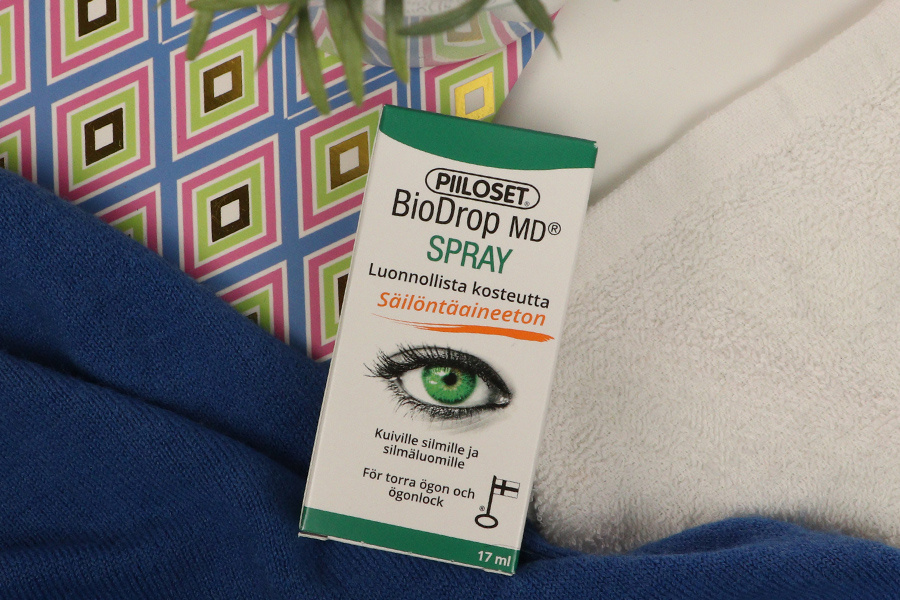 PIILOSET®
BioDrop MD®
SPRAY
Luonnollista kosteutta
Säilöntäaineeton
Kuiville silmille ja
silmäluomille
För torra ögon och
ögonlock
®
17 ml